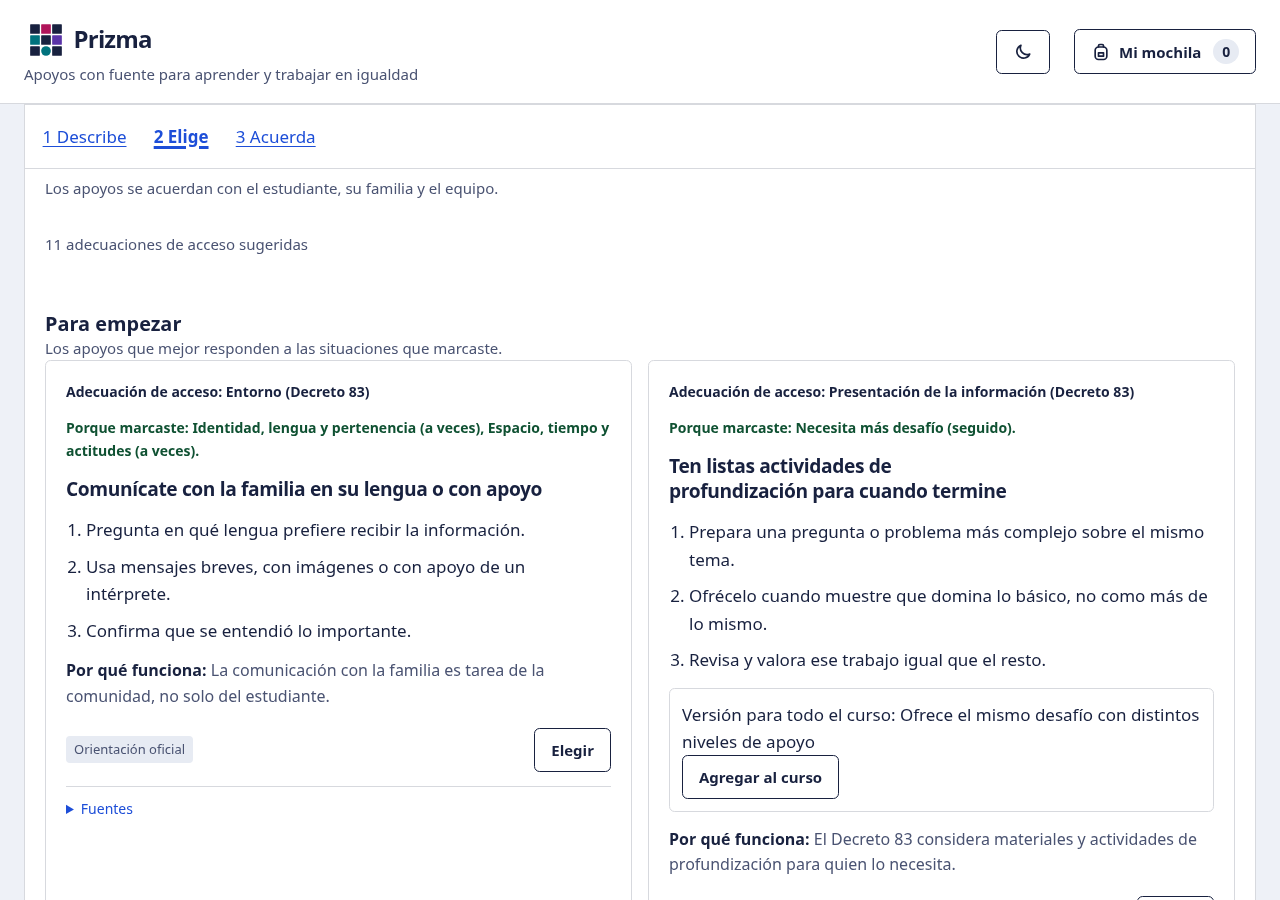 Prizma
Apoyos con fuente para aprender y trabajar en igualdad
Mi mochila 0
1 Describe 2 Elige 3 Acuerda
Los apoyos se acuerdan con el estudiante, su familia y el equipo.
11 adecuaciones de acceso sugeridas
Para empezar
Los apoyos que mejor responden a las situaciones que marcaste.
Adecuación de acceso: Entorno (Decreto 83)
Porque marcaste: Identidad, lengua y pertenencia (a veces), Espacio, tiempo y
actitudes (a veces).
Comunícate con la familia en su lengua o con apoyo
1. Pregunta en qué lengua prefiere recibir la información.
2. Usa mensajes breves, con imágenes o con apoyo de un
intérprete.
3. Confirma que se entendió lo importante.
Por qué funciona: La comunicación con la familia es tarea de la
comunidad, no solo del estudiante.
Orientación oficial
Elegir
Fuentes
Adecuación de acceso: Presentación de la información (Decreto 83)
Porque marcaste: Necesita más desafío (seguido).
Ten listas actividades de
profundización para cuando termine
1. Prepara una pregunta o problema más complejo sobre el mismo
tema.
2. Ofrécelo cuando muestre que domina lo básico, no como más de
lo mismo.
3. Revisa y valora ese trabajo igual que el resto.
Versión para todo el curso: Ofrece el mismo desafío con distintos
niveles de apoyo
Agregar al curso
Por qué funciona: El Decreto 83 considera materiales y actividades de
profundización para quien lo necesita.